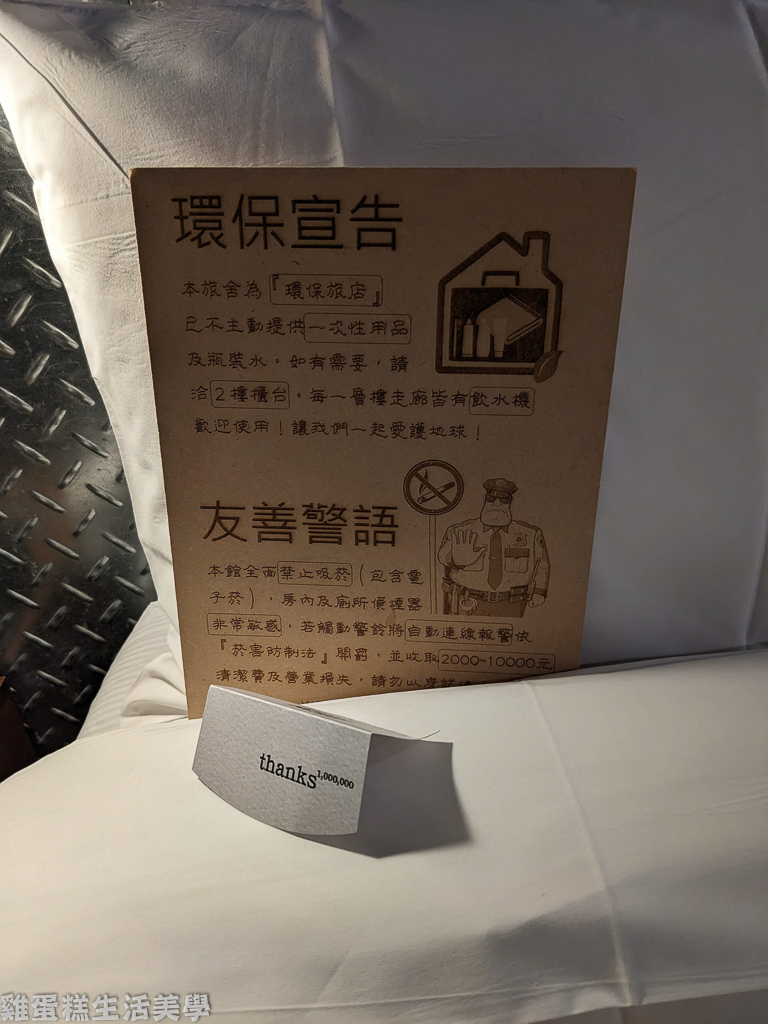 環保宣告
本旅舍為『環保旅店』
已不主動提供一次性用品
及瓶裝水。如有需要，請
洽2樓櫃台。每一層樓走廊皆有飲水機
歡迎使用！讓我們一起愛護地球！
友善警語
本館全面禁止吸菸(包含電
子菸)，房內及廁所偵煙器
非常敏感，若觸動警鈴將自動連線報警依
『菸害防制法』開罰，並收取2000~10000元
清潔費及營業損失，請勿以身試
thanks1,000,000
雞蛋糕生活美學